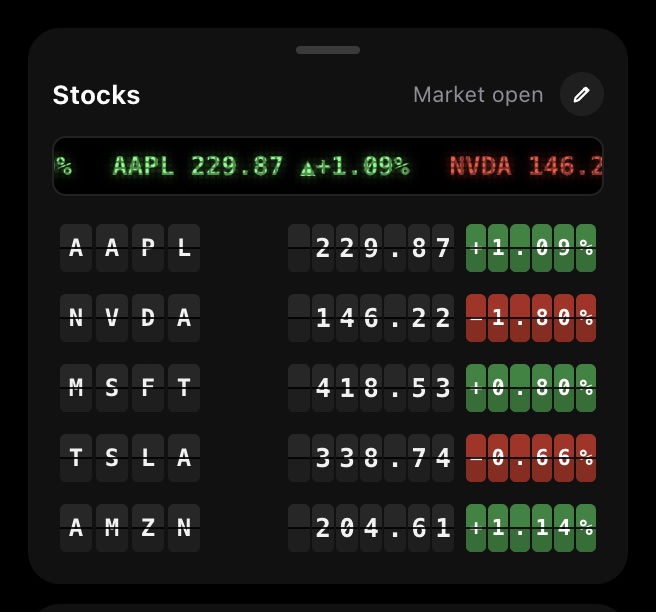 Stocks Market open
% AAPL 229.87 ▲+1.09% NVDA 146.2
AAPL 229.87 +1.09%
NVDA 146.22 −1.80%
MSFT 418.53 +0.80%
TSLA 338.74 −0.66%
AMZN 204.61 +1.14%